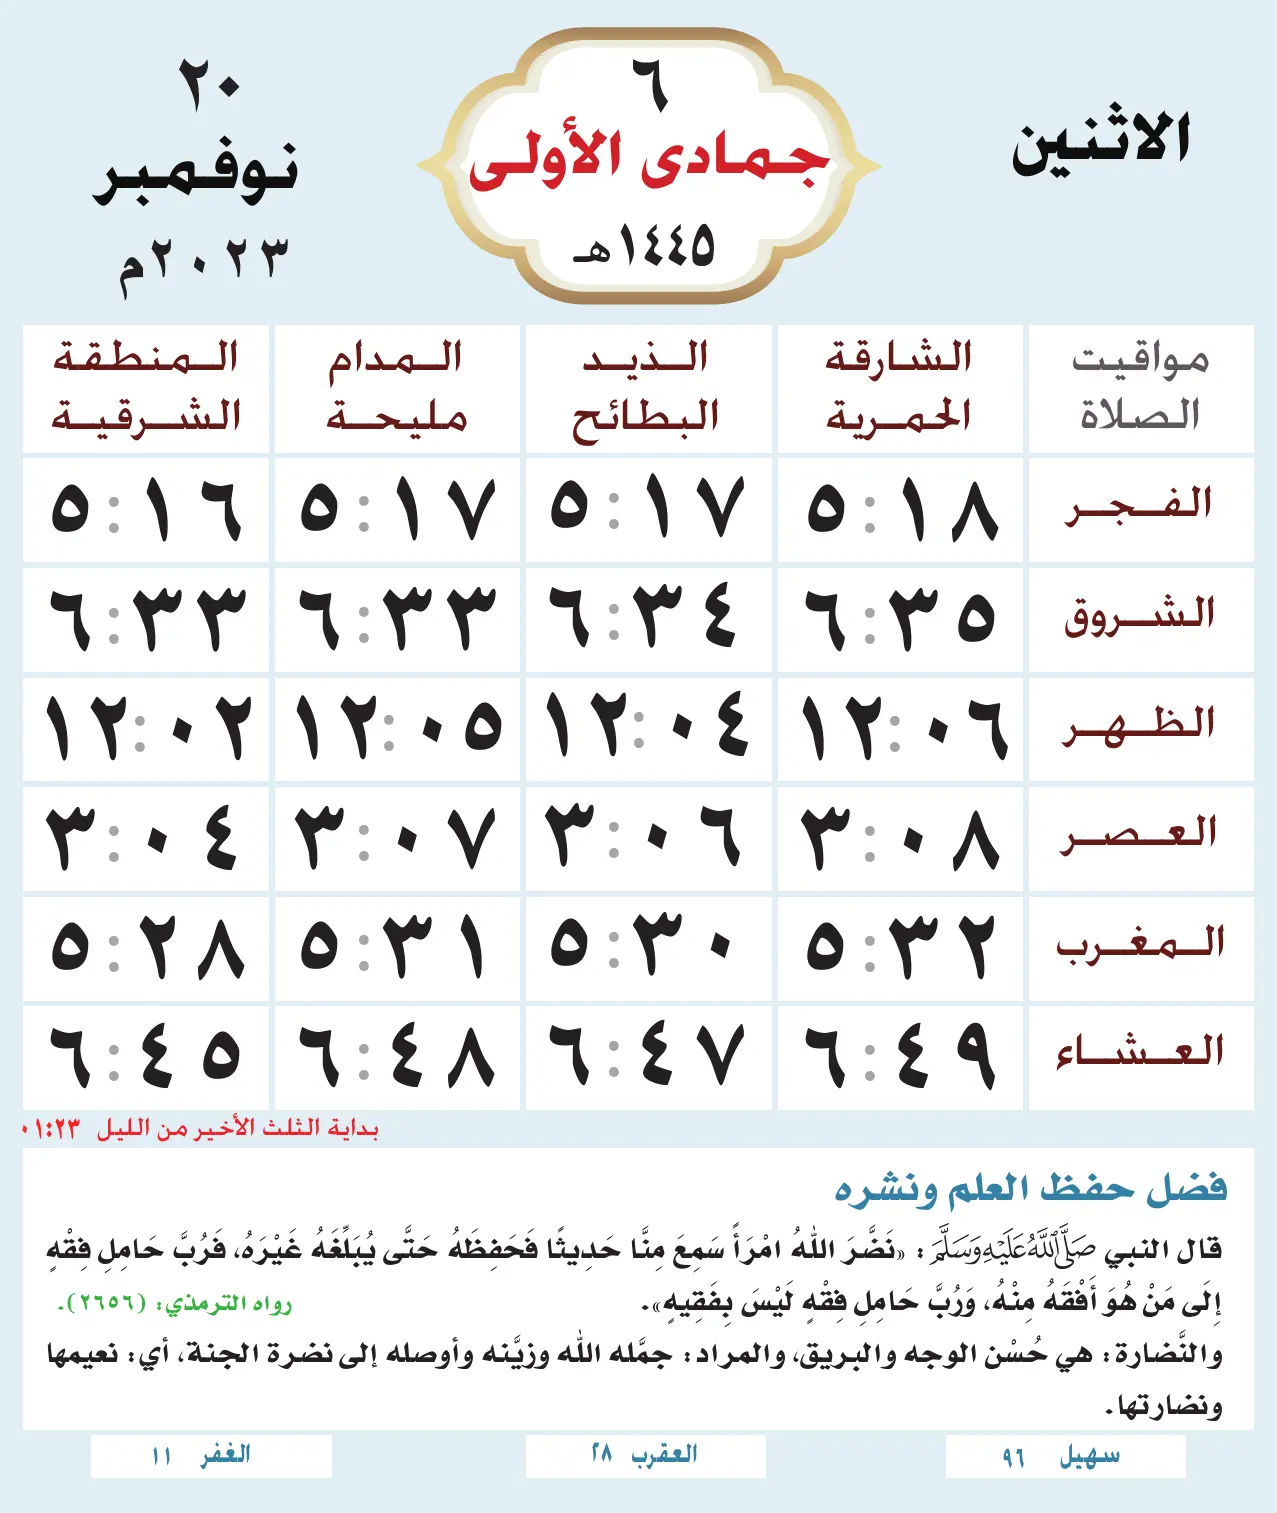 الاثنين
٦
جمادى الأولى
١٤٤٥هـ
٢٠
نوفمبر
٢٠٢٣م
مواقيت الصلاة
الشارقة الحمرية
الذيد البطائح
المدام مليحة
المنطقة الشرقية
الفجر ٥:١٨ ٥:١٧ ٥:١٧ ٥:١٦
الشروق ٦:٣٥ ٦:٣٤ ٦:٣٣ ٦:٣٣
الظهر ١٢:٠٦ ١٢:٠٤ ١٢:٠٥ ١٢:٠٢
العصر ٣:٠٨ ٣:٠٦ ٣:٠٧ ٣:٠٤
المغرب ٥:٣٢ ٥:٣٠ ٥:٣١ ٥:٢٨
العشاء ٦:٤٩ ٦:٤٧ ٦:٤٨ ٦:٤٥
بداية الثلث الأخير من الليل ٠١:٢٣
فضل حفظ العلم ونشره
قال النبي صَلَّى اللَّهُ عَلَيْهِ وَسَلَّمَ: «نَضَّرَ اللهُ امْرَأً سَمِعَ مِنَّا حَدِيثًا فَحَفِظَهُ حَتَّى يُبَلِّغَهُ غَيْرَهُ، فَرُبَّ حَامِلِ فِقْهٍ
إِلَى مَنْ هُوَ أَفْقَهُ مِنْهُ، وَرُبَّ حَامِلِ فِقْهٍ لَيْسَ بِفَقِيهٍ». رواه الترمذي: (٢٦٥٦).
والنَّضارة: هي حُسْن الوجه والبريق، والمراد: جمَّله الله وزيَّنه وأوصله إلى نضرة الجنة، أي: نعيمها
ونضارتها.
سهيل ٩٦
العقرب ٢٨
الغفر ١١